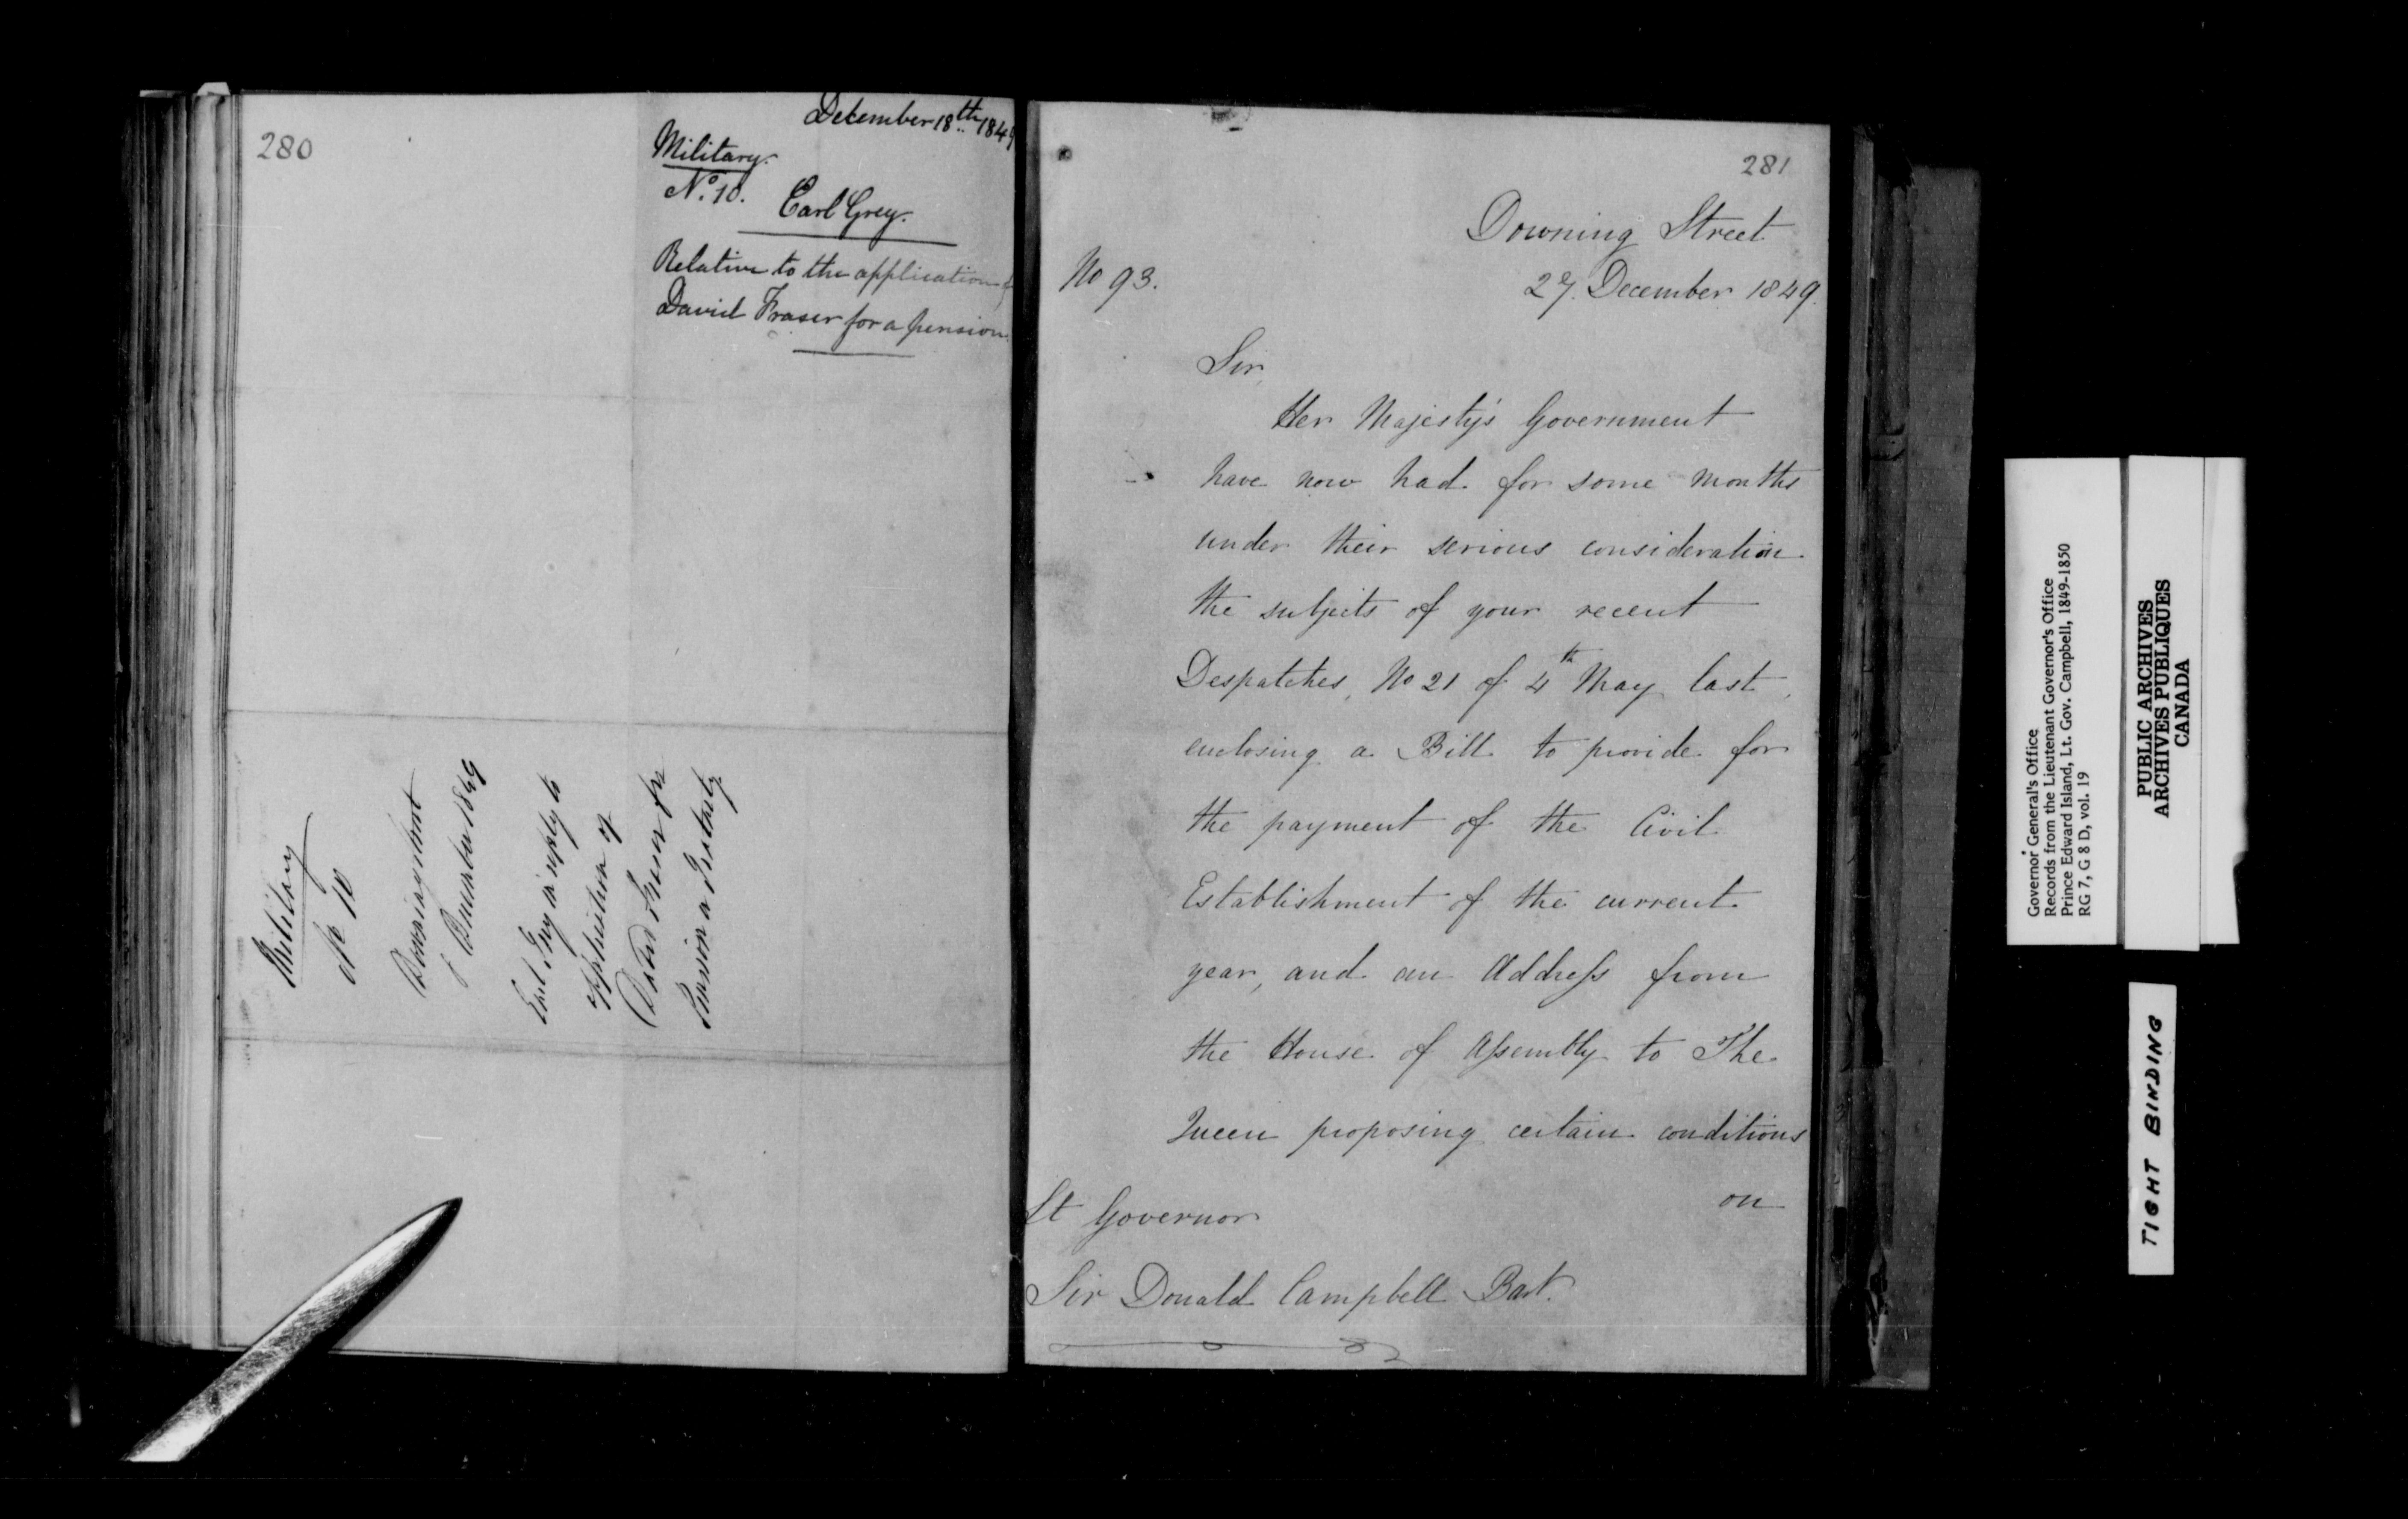 280
December 18th 1849
Military.
No. 10.
Earl Grey.
Relative to the application of
David Fraser for a pension.
Military
No 10
Downing Street
December 1849
Earl Grey in reply to
application of
David Fraser for
Pension
281
Downing Street
No 93.
27. December 1849.
Sir,
Her Majesty's Government
have now had for some months
under their serious consideration
the subjects of your recent
Despatches, No 21 of 4th May last,
enclosing a Bill to provide for
the payment of the Civil
Establishment of the current
year, and an Address from
the House of Assembly to The
Queen proposing certain conditions
on
Lt Governor
Sir Donald Campbell Bart.
Governor General's Office
Records from the Lieutenant Governor's Office
Prince Edward Island, Lt. Gov. Campbell, 1849-1850
RG 7, G 8 D, vol. 19
PUBLIC ARCHIVES
ARCHIVES PUBLIQUES
CANADA
TIGHT BINDING